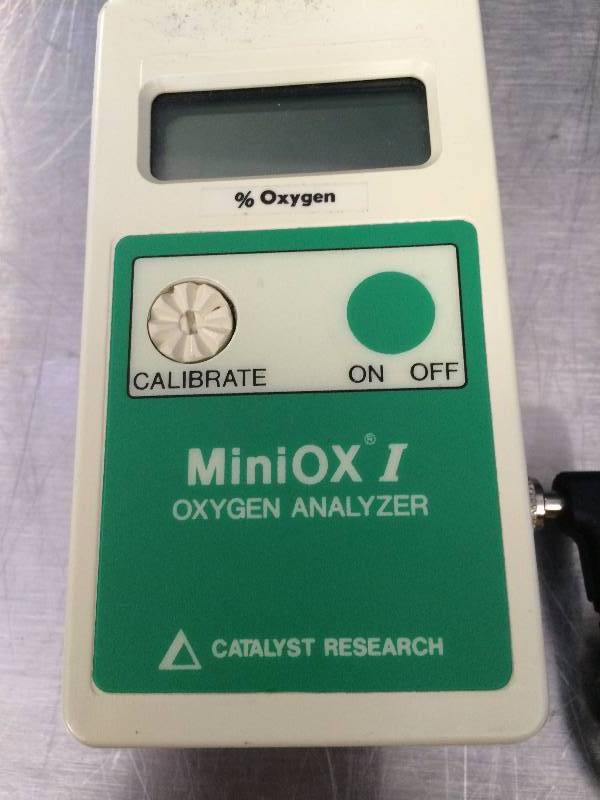 % Oxygen
CALIBRATE ON OFF
MiniOX® I
OXYGEN ANALYZER
CATALYST RESEARCH